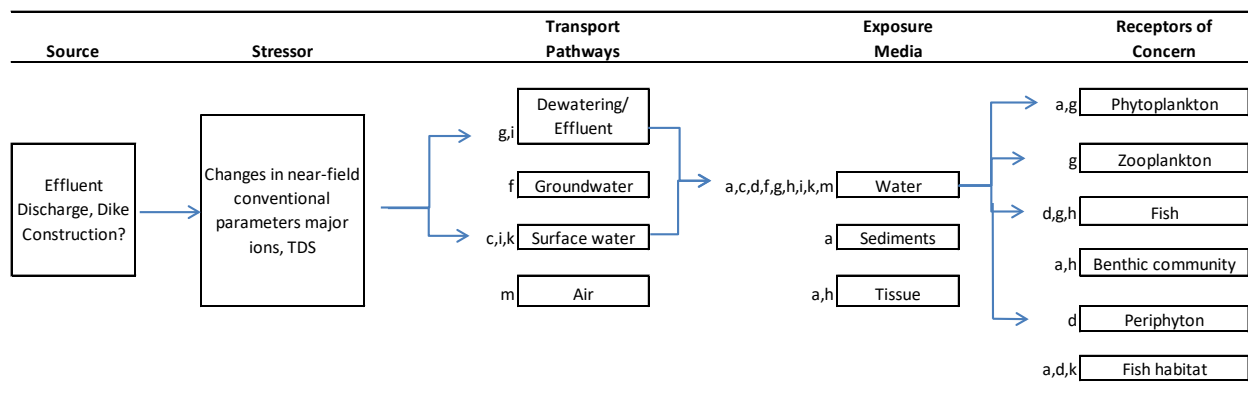 Source
Stressor
Transport
Pathways
Exposure
Media
Receptors of
Concern
Effluent
Discharge, Dike
Construction?
Changes in near-field
conventional
parameters major
ions, TDS
g,i
Dewatering/
Effluent
f
Groundwater
c,i,k
Surface water
m
Air
a,c,d,f,g,h,i,k,m
Water
a
Sediments
a,h
Tissue
a,g
Phytoplankton
g
Zooplankton
d,g,h
Fish
a,h
Benthic community
d
Periphyton
a,d,k
Fish habitat